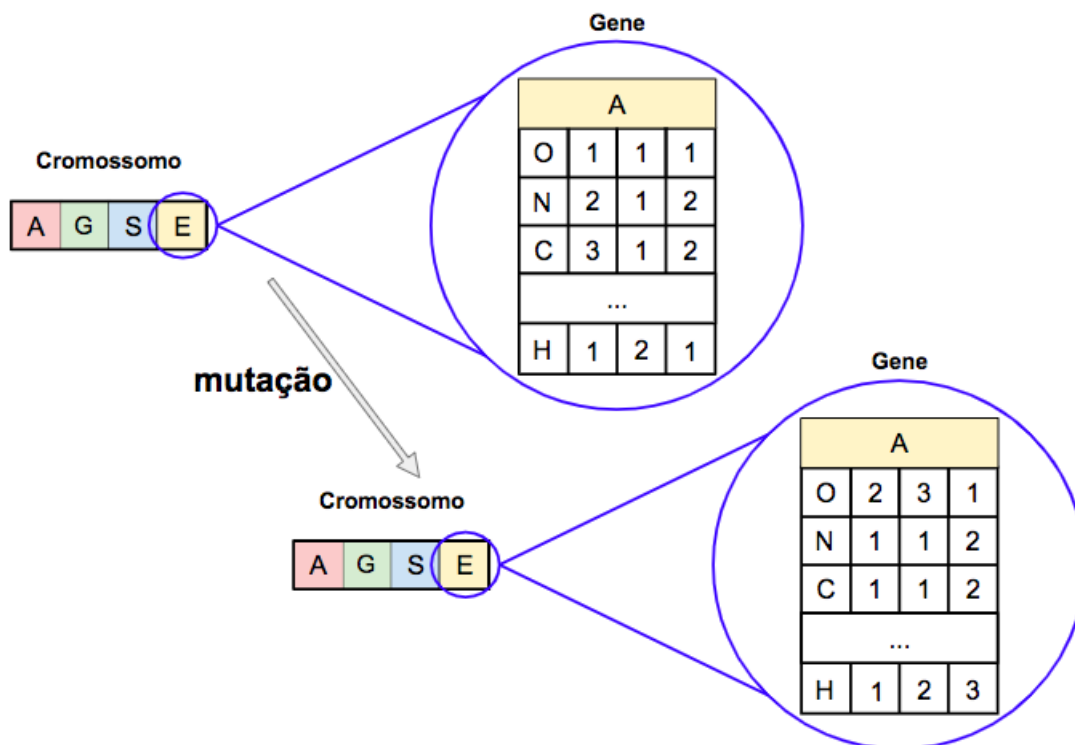 Gene
A
O 1 1 1
N 2 1 2
C 3 1 2
...
H 1 2 1
Cromossomo
A G S E
mutação
Gene
A
O 2 3 1
N 1 1 2
C 1 1 2
...
H 1 2 3
Cromossomo
A G S E